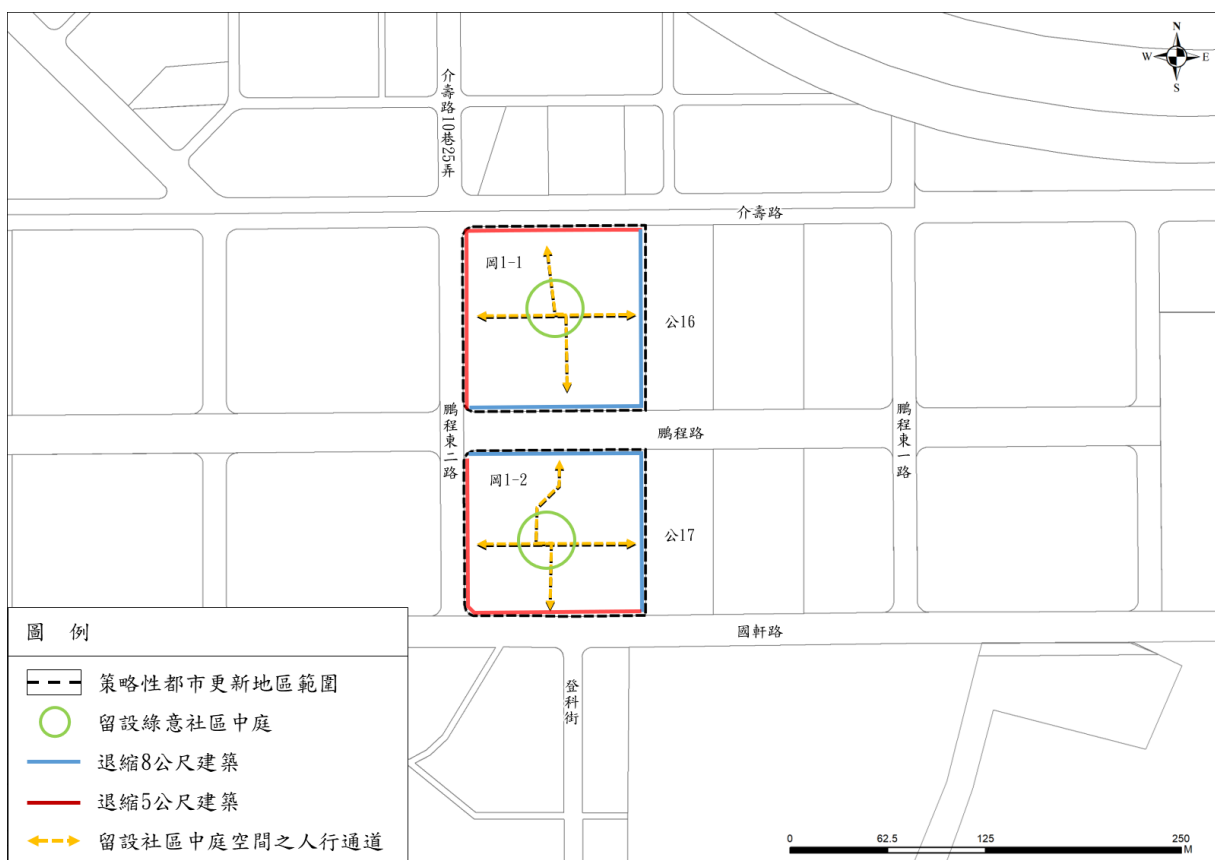 N
W
E
S
介壽路10巷25弄
介壽路
岡1-1
公16
鵬程東二路
鵬程路
鵬程東一路
岡1-2
公17
國軒路
登科街
圖 例
策略性都市更新地區範圍
留設綠意社區中庭
退縮8公尺建築
退縮5公尺建築
留設社區中庭空間之人行通道
0 62.5 125 250
M